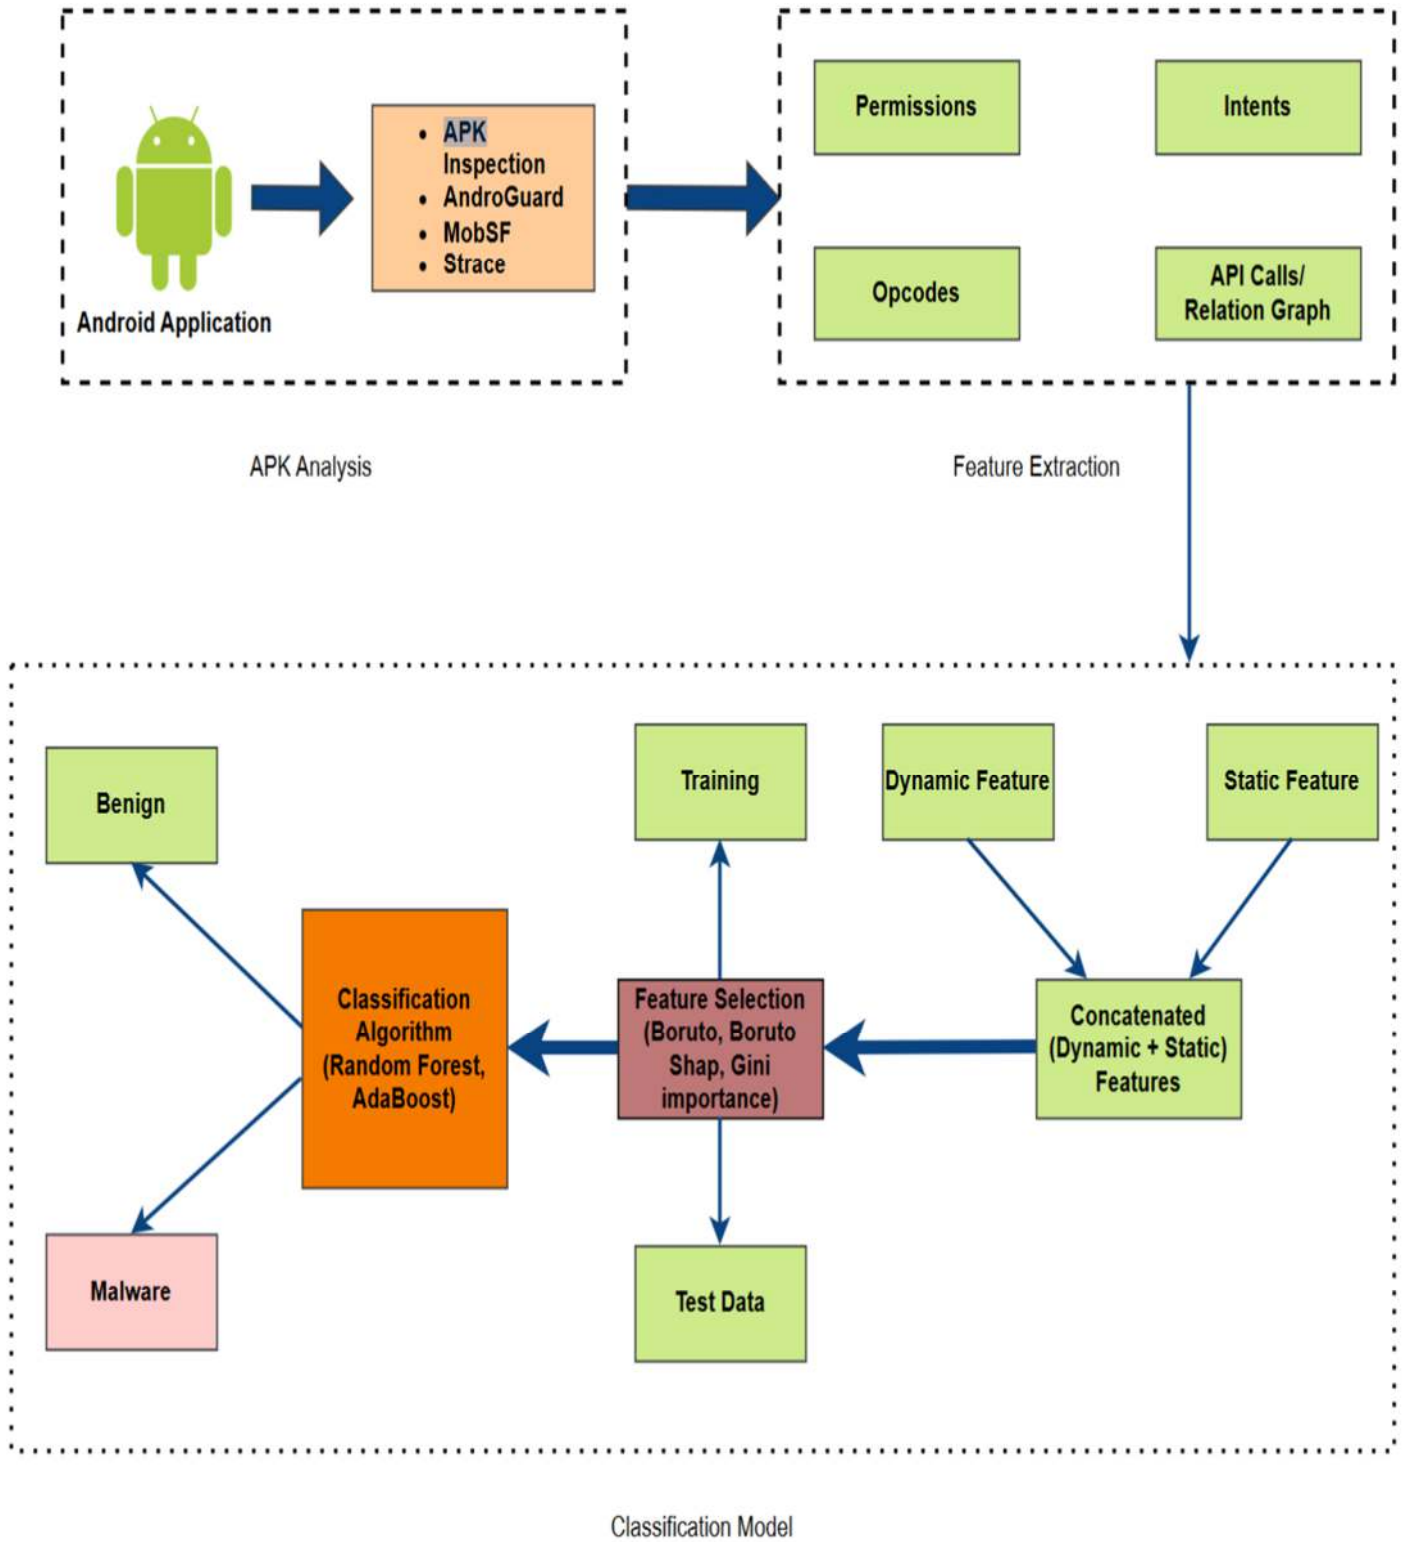 APK
Inspection
AndroGuard
MobSF
Strace
Android Application
APK Analysis
Permissions
Intents
Opcodes
API Calls/
Relation Graph
Feature Extraction
Benign
Training
Dynamic Feature
Static Feature
Classification
Algorithm
(Random Forest,
AdaBoost)
Feature Selection
(Boruto, Boruto
Shap, Gini
importance)
Concatenated
(Dynamic + Static)
Features
Malware
Test Data
Classification Model